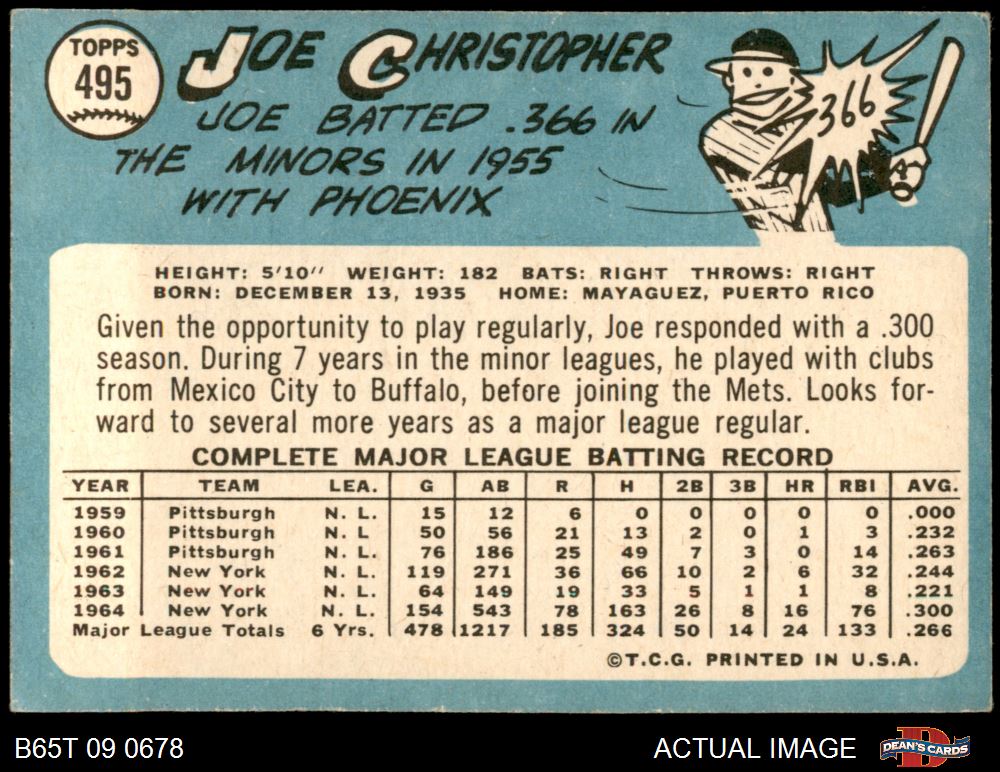 TOPPS
495
JOE CHRISTOPHER
JOE BATTED .366 IN
THE MINORS IN 1955
WITH PHOENIX
366
HEIGHT: 5'10" WEIGHT: 182 BATS: RIGHT THROWS: RIGHT
BORN: DECEMBER 13, 1935 HOME: MAYAGUEZ, PUERTO RICO
Given the opportunity to play regularly, Joe responded with a .300
season. During 7 years in the minor leagues, he played with clubs
from Mexico City to Buffalo, before joining the Mets. Looks for-
ward to several more years as a major league regular.
COMPLETE MAJOR LEAGUE BATTING RECORD
YEAR TEAM LEA. G AB R H 2B 3B HR RBI AVG.
1959 Pittsburgh N. L. 15 12 6 0 0 0 0 0 .000
1960 Pittsburgh N. L 50 56 21 13 2 0 1 3 .232
1961 Pittsburgh N. L. 76 186 25 49 7 3 0 14 .263
1962 New York N. L. 119 271 36 66 10 2 6 32 .244
1963 New York N. L. 64 149 19 33 5 1 1 8 .221
1964 New York N. L. 154 543 78 163 26 8 16 76 .300
Major League Totals 6 Yrs. 478 1217 185 324 50 14 24 133 .266
©T.C.G. PRINTED IN U.S.A.
B65T 09 0678 ACTUAL IMAGE DEAN'S CARDS